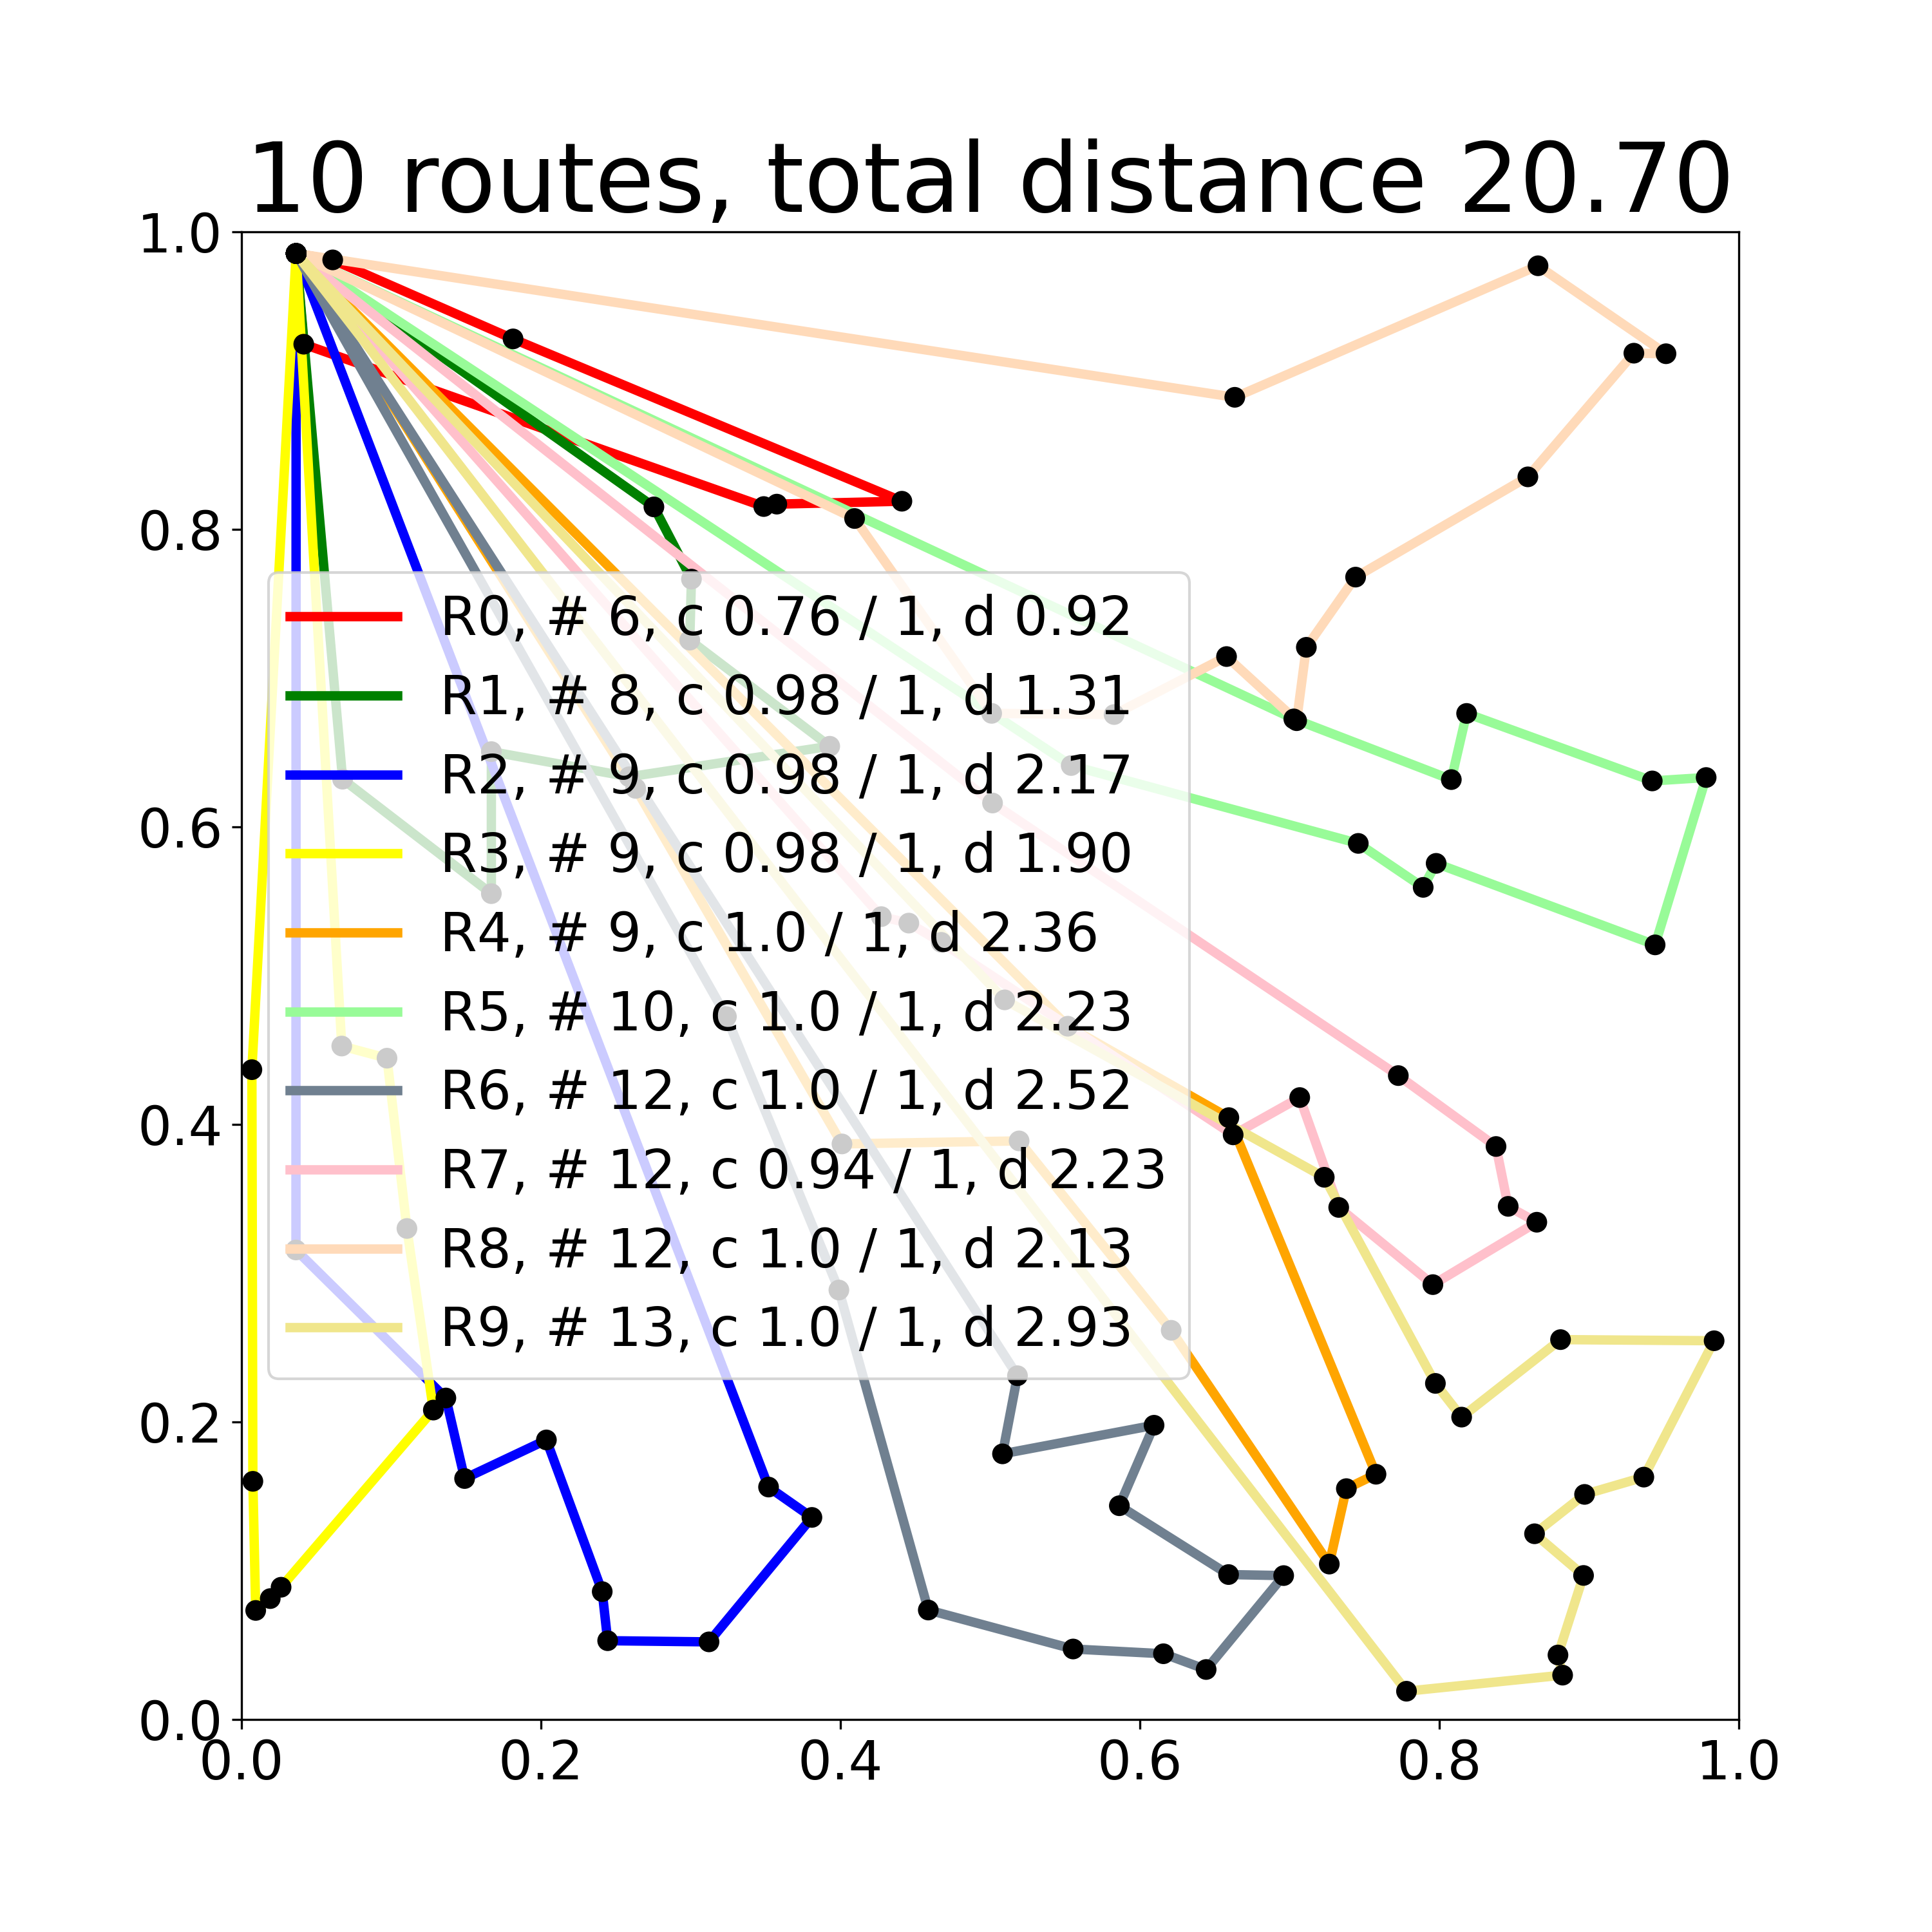 10 routes, total distance 20.70
1.0
0.8
0.6
0.4
0.2
0.0
R0, # 6, c 0.76 / 1, d 0.92
R1, # 8, c 0.98 / 1, d 1.31
R2, # 9, c 0.98 / 1, d 2.17
R3, # 9, c 0.98 / 1, d 1.90
R4, # 9, c 1.0 / 1, d 2.36
R5, # 10, c 1.0 / 1, d 2.23
R6, # 12, c 1.0 / 1, d 2.52
R7, # 12, c 0.94 / 1, d 2.23
R8, # 12, c 1.0 / 1, d 2.13
R9, # 13, c 1.0 / 1, d 2.93
0.0 0.2 0.4 0.6 0.8 1.0